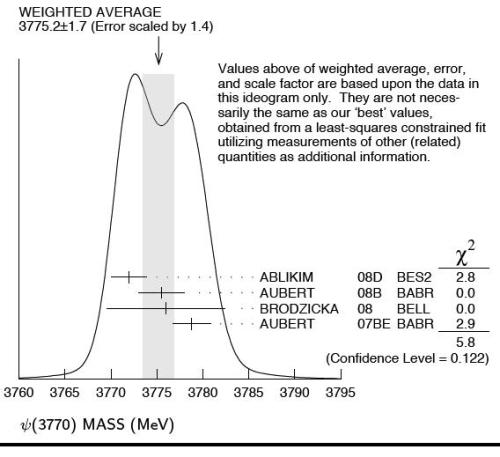 WEIGHTED AVERAGE
3775.2±1.7 (Error scaled by 1.4)
Values above of weighted average, error,
and scale factor are based upon the data in
this ideogram only. They are not neces-
sarily the same as our ‘best’ values,
obtained from a least-squares constrained fit
utilizing measurements of other (related)
quantities as additional information.
χ2
ABLIKIM 08D BES2 2.8
AUBERT 08B BABR 0.0
BRODZICKA 08 BELL 0.0
AUBERT 07BE BABR 2.9
5.8
(Confidence Level = 0.122)
3760 3765 3770 3775 3780 3785 3790 3795
ψ(3770) MASS (MeV)